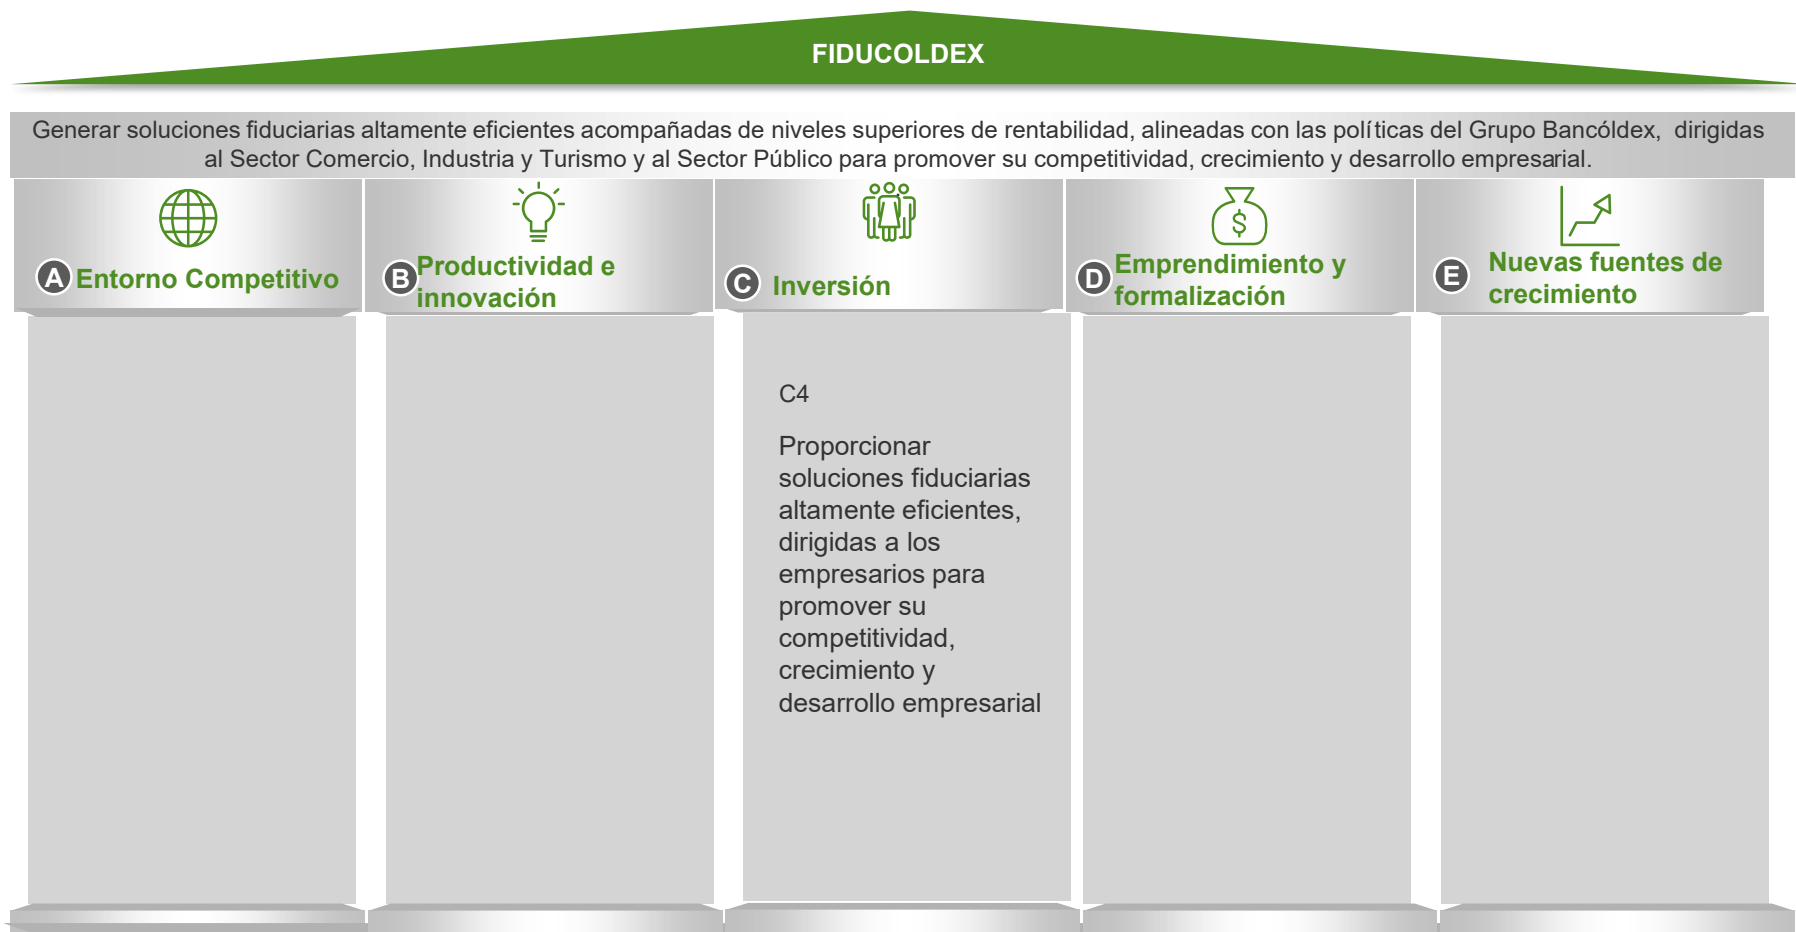 FIDUCOLDEX
Generar soluciones fiduciarias altamente eficientes acompañadas de niveles superiores de rentabilidad, alineadas con las políticas del Grupo Bancóldex, dirigidas
al Sector Comercio, Industria y Turismo y al Sector Público para promover su competitividad, crecimiento y desarrollo empresarial.
A Entorno Competitivo
B Productividad e
innovación
C Inversión
$
D Emprendimiento y
formalización
E Nuevas fuentes de
crecimiento
C4
Proporcionar
soluciones fiduciarias
altamente eficientes,
dirigidas a los
empresarios para
promover su
competitividad,
crecimiento y
desarrollo empresarial